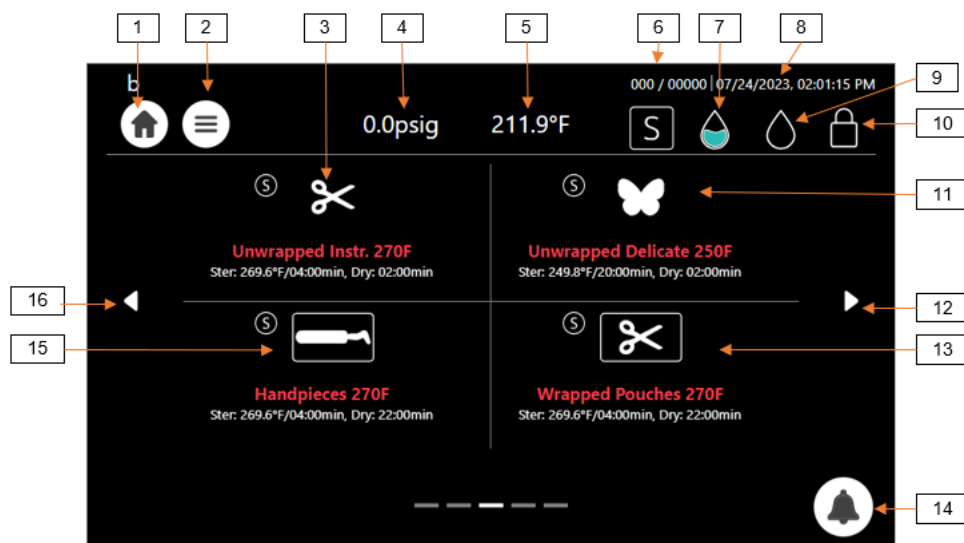 1 2 3 4 5 6 7 8
b 000 / 00000 | 07/24/2023, 02:01:15 PM
9
0.0psig 211.9°F S
10
S S
11
Unwrapped Instr. 270F Unwrapped Delicate 250F
Ster: 269.6°F/04:00min, Dry: 02:00min Ster: 249.8°F/20:00min, Dry: 02:00min
16 12
S S
15 13
Handpieces 270F Wrapped Pouches 270F
Ster: 269.6°F/04:00min, Dry: 22:00min Ster: 269.6°F/04:00min, Dry: 22:00min
14